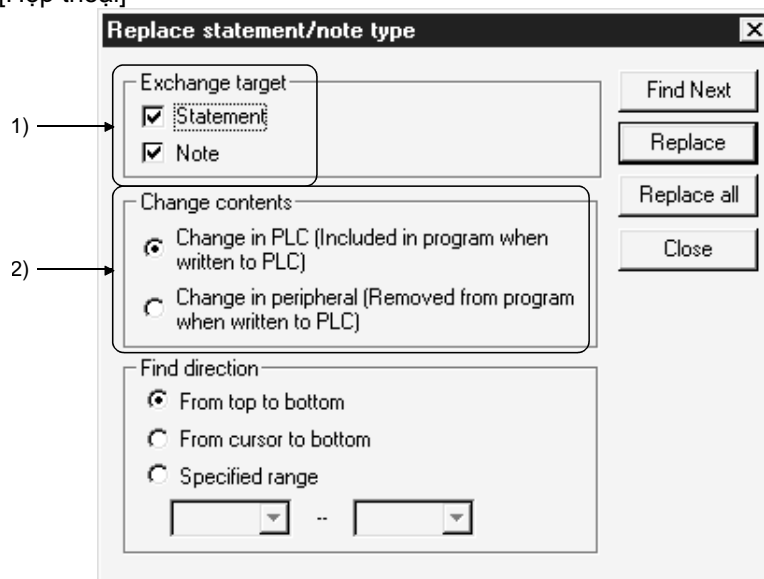 [Hộp thoại]
Replace statement/note type
Exchange target
Statement
Note
Find Next
Replace
Replace all
Close
1)
Change contents
Change in PLC (Included in program when
written to PLC)
Change in peripheral (Removed from program
when written to PLC)
2)
Find direction
From top to bottom
From cursor to bottom
Specified range
--